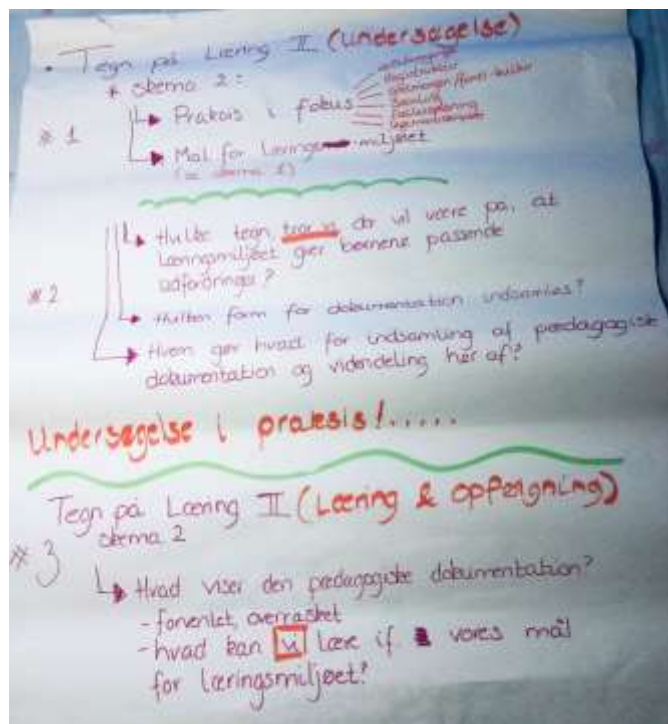 • Tegn på Læring II (undersøgelse)
* skema 2:
* 1
↳ Praksis i fokus
↳ Mål for læringsmiljøet
(= skema 1)
* 2
↳ Hvilke tegn tror vi der vil være på, at
læringsmiljøet giver børnene passende
udfordringer?
↳ Hvilken form for dokumentation indsamles?
↳ Hvem gør hvad for indsamling af pædagogisk
dokumentation og videndeling her af?
Undersøgelse i praksis!.....
Tegn på Læring II (Læring & opfølgning)
skema 2
* 3
↳ Hvad viser den pædagogiske dokumentation?
- forventet, overrasket
- hvad kan vi lære ift. vores mål
for læringsmiljøet?